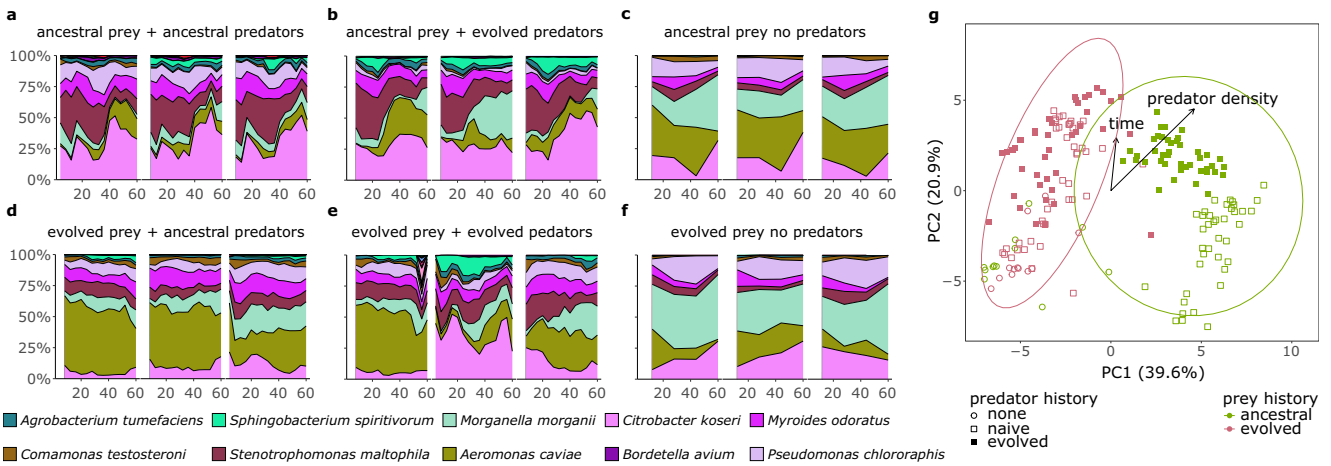 a
ancestral prey + ancestral predators
b
ancestral prey + evolved predators
c
ancestral prey no predators
100%
75%
50%
25%
0%
20 40 60 20 40 60 20 40 60
20 40 60 20 40 60 20 40 60
20 40 60 20 40 60 20 40 60
d
evolved prey + ancestral predators
e
evolved prey + evolved pedators
f
evolved prey no predators
100%
75%
50%
25%
0%
20 40 60 20 40 60 20 40 60
20 40 60 20 40 60 20 40 60
20 40 60 20 40 60 20 40 60
Agrobacterium tumefaciens
Sphingobacterium spiritivorum
Morganella morganii
Citrobacter koseri
Myroides odoratus
Comamonas testosteroni
Stenotrophomonas maltophila
Aeromonas caviae
Bordetella avium
Pseudomonas chlororaphis
g
predator density
time
PC2 (20.9%)
5
0
−5
−5 0 5 10
PC1 (39.6%)
predator history
none
naive
evolved
prey history
ancestral
evolved